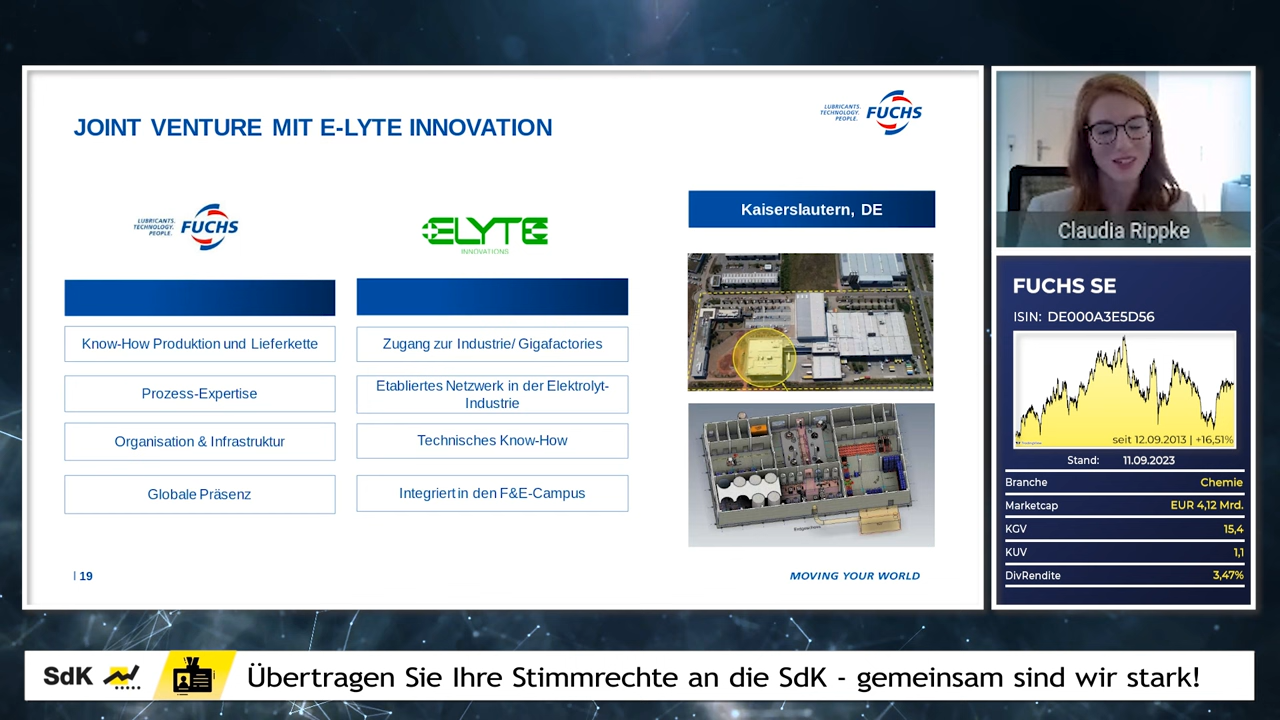 JOINT VENTURE MIT E-LYTE INNOVATION
LUBRICANTS.
TECHNOLOGY.
PEOPLE.
FUCHS
LUBRICANTS.
TECHNOLOGY.
PEOPLE.
FUCHS
ELYTE
INNOVATIONS
Know-How Produktion und Lieferkette
Prozess-Expertise
Organisation & Infrastruktur
Globale Präsenz
Zugang zur Industrie/ Gigafactories
Etabliertes Netzwerk in der Elektrolyt-
Industrie
Technisches Know-How
Integriert in den F&E-Campus
Kaiserslautern, DE
| 19
MOVING YOUR WORLD
Claudia Rippke
FUCHS SE
ISIN: DE000A3E5D56
seit 12.09.2013 | +16,51%
Stand: 11.09.2023
Branche Chemie
Marketcap EUR 4,12 Mrd.
KGV 15,4
KUV 1,1
DivRendite 3,47%
SdK
Übertragen Sie Ihre Stimmrechte an die SdK - gemeinsam sind wir stark!